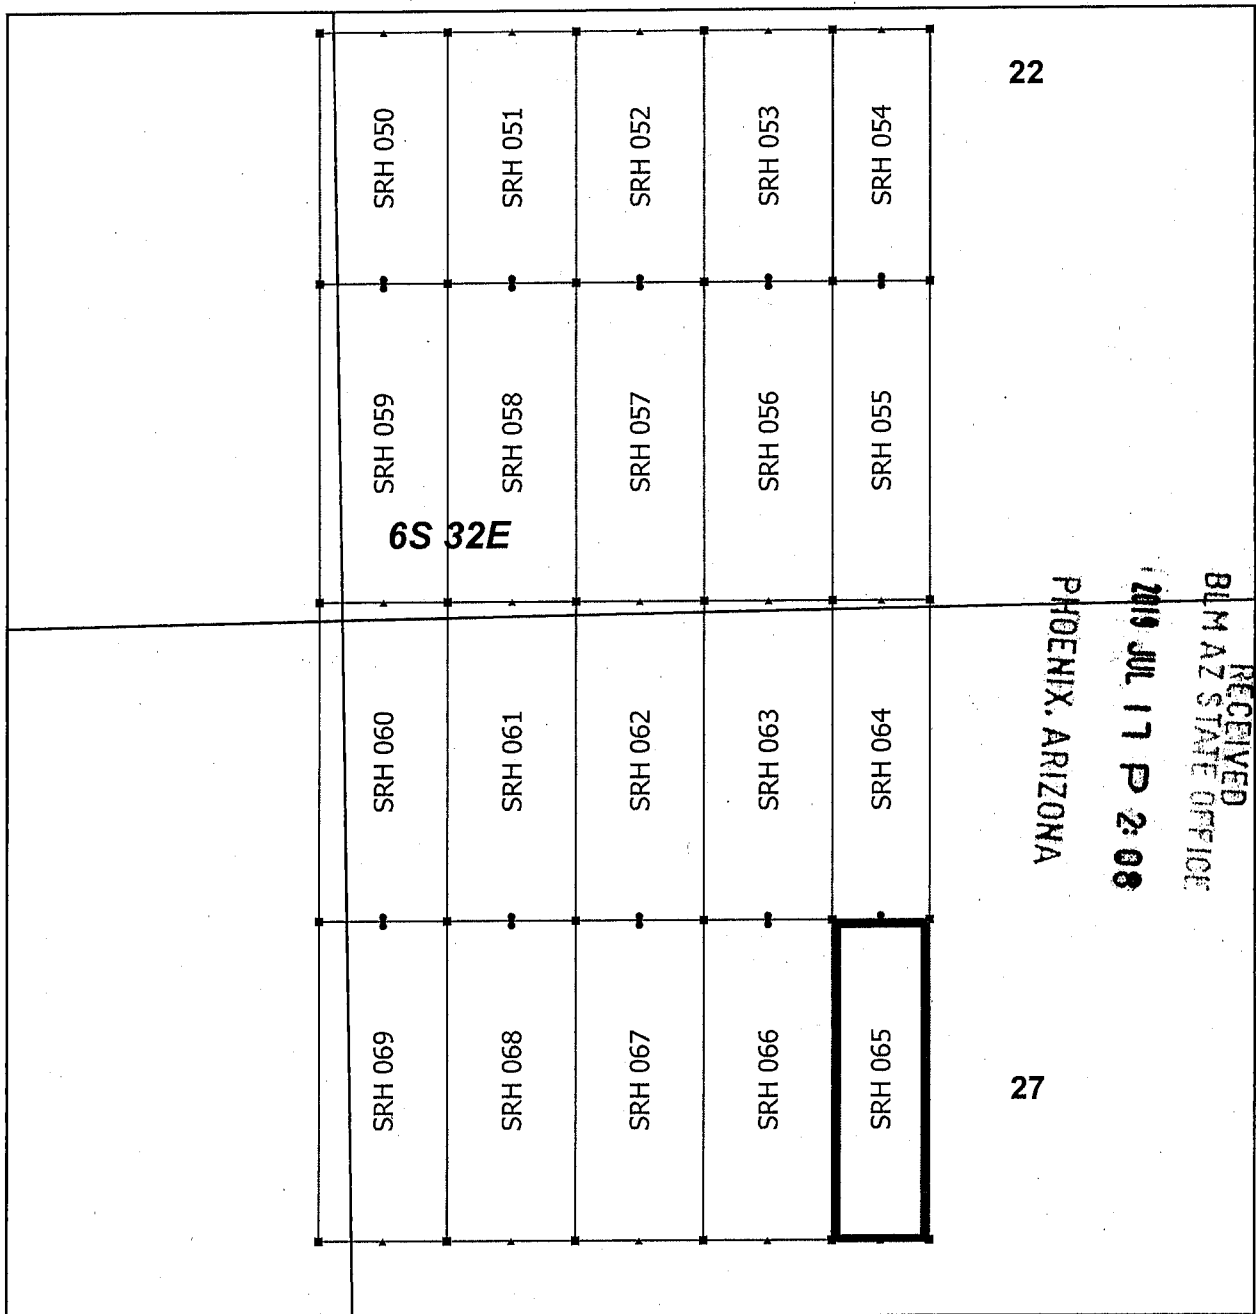 22
SRH 050
SRH 051
SRH 052
SRH 053
SRH 054
SRH 059
SRH 058
SRH 057
SRH 056
SRH 055
6S 32E
RECEIVED
BLM AZ STATE OFFICE
2019 JUL 17 P 2:08
PHOENIX, ARIZONA
SRH 060
SRH 061
SRH 062
SRH 063
SRH 064
SRH 069
SRH 068
SRH 067
SRH 066
SRH 065
27